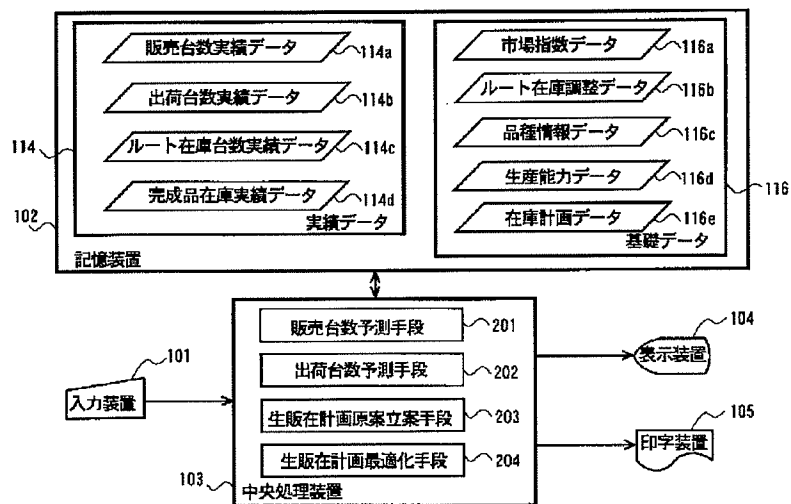 販売台数実績データ
114a
出荷台数実績データ
114b
ルート在庫台数実績データ
114c
完成品在庫実績データ
114d
実績データ
114
市場指数データ
116a
ルート在庫調整データ
116b
品種情報データ
116c
生産能力データ
116d
在庫計画データ
116e
基礎データ
116
102
記憶装置
101
入力装置
販売台数予測手段
201
出荷台数予測手段
202
生販在計画原案立案手段
203
生販在計画最適化手段
204
103
中央処理装置
104
表示装置
105
印字装置